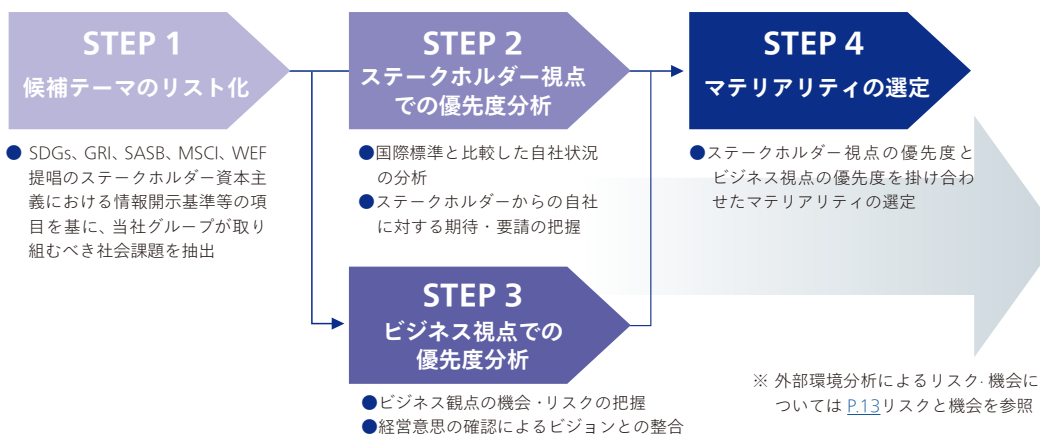 STEP 1
候補テーマのリスト化
● SDGs、GRI、SASB、MSCI、WEF
提唱のステークホルダー資本主
義における情報開示基準等の項
目を基に、当社グループが取り
組むべき社会課題を抽出
STEP 2
ステークホルダー視点
での優先度分析
●国際標準と比較した自社状況
の分析
●ステークホルダーからの自社
に対する期待・要請の把握
STEP 3
ビジネス視点での
優先度分析
●ビジネス観点の機会・リスクの把握
●経営意思の確認によるビジョンとの整合
STEP 4
マテリアリティの選定
●ステークホルダー視点の優先度と
ビジネス視点の優先度を掛け合わ
せたマテリアリティの選定
※ 外部環境分析によるリスク・機会に
ついては P.13リスクと機会を参照